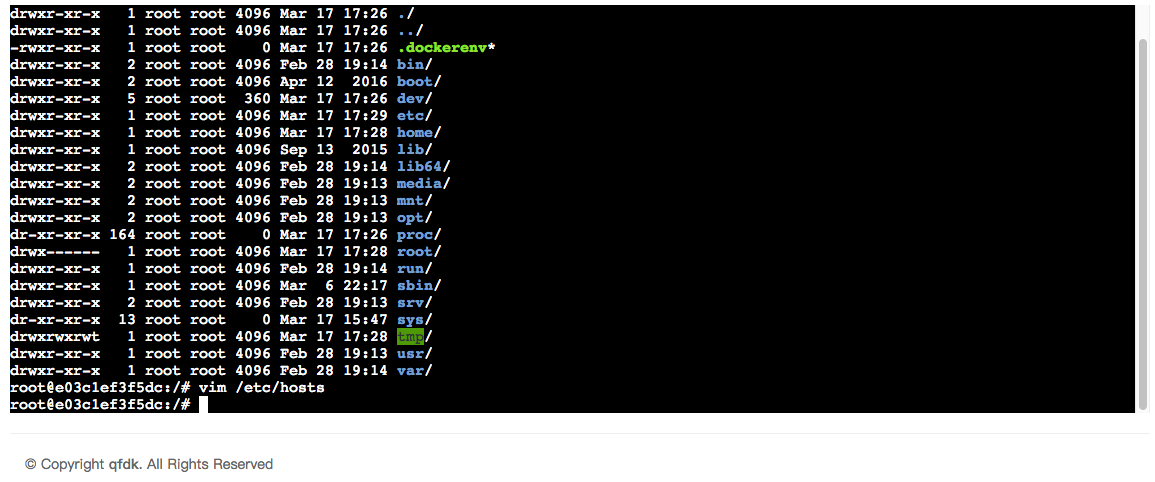 drwxr-xr-x   1 root root 4096 Mar 17 17:26 ./
drwxr-xr-x   1 root root 4096 Mar 17 17:26 ../
-rwxr-xr-x   1 root root    0 Mar 17 17:26 .dockerenv*
drwxr-xr-x   2 root root 4096 Feb 28 19:14 bin/
drwxr-xr-x   2 root root 4096 Apr 12  2016 boot/
drwxr-xr-x   5 root root  360 Mar 17 17:26 dev/
drwxr-xr-x   1 root root 4096 Mar 17 17:29 etc/
drwxr-xr-x   1 root root 4096 Mar 17 17:28 home/
drwxr-xr-x   1 root root 4096 Sep 13  2015 lib/
drwxr-xr-x   2 root root 4096 Feb 28 19:14 lib64/
drwxr-xr-x   2 root root 4096 Feb 28 19:13 media/
drwxr-xr-x   2 root root 4096 Feb 28 19:13 mnt/
drwxr-xr-x   2 root root 4096 Feb 28 19:13 opt/
dr-xr-xr-x 164 root root    0 Mar 17 17:26 proc/
drwx------   1 root root 4096 Mar 17 17:28 root/
drwxr-xr-x   1 root root 4096 Feb 28 19:14 run/
drwxr-xr-x   1 root root 4096 Mar  6 22:17 sbin/
drwxr-xr-x   2 root root 4096 Feb 28 19:13 srv/
dr-xr-xr-x  13 root root    0 Mar 17 15:47 sys/
drwxrwxrwt   1 root root 4096 Mar 17 17:28 tmp/
drwxr-xr-x   1 root root 4096 Feb 28 19:13 usr/
drwxr-xr-x   1 root root 4096 Feb 28 19:14 var/
root@e03c1ef3f5dc:/# vim /etc/hosts
root@e03c1ef3f5dc:/#
© Copyright qfdk. All Rights Reserved